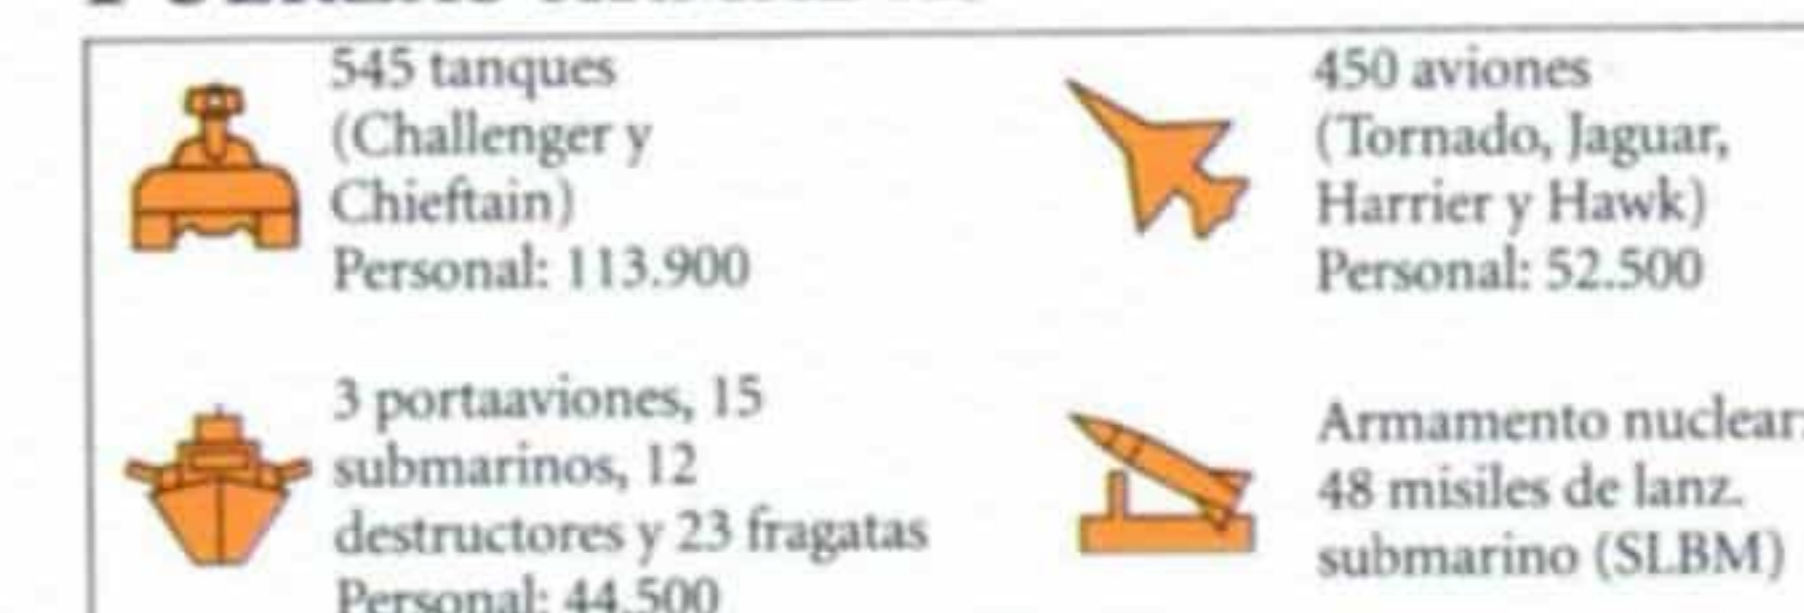 545 tanques
(Challenger y
Chieftain)
Personal: 113.900
450 aviones
(Tornado, Jaguar,
Harrier y Hawk)
Personal: 52.500
3 portaaviones, 15
submarinos, 12
destructores y 23 fragatas
Personal: 44.500
Armamento nuclear:
48 misiles de lanz.
submarino (SLBM)